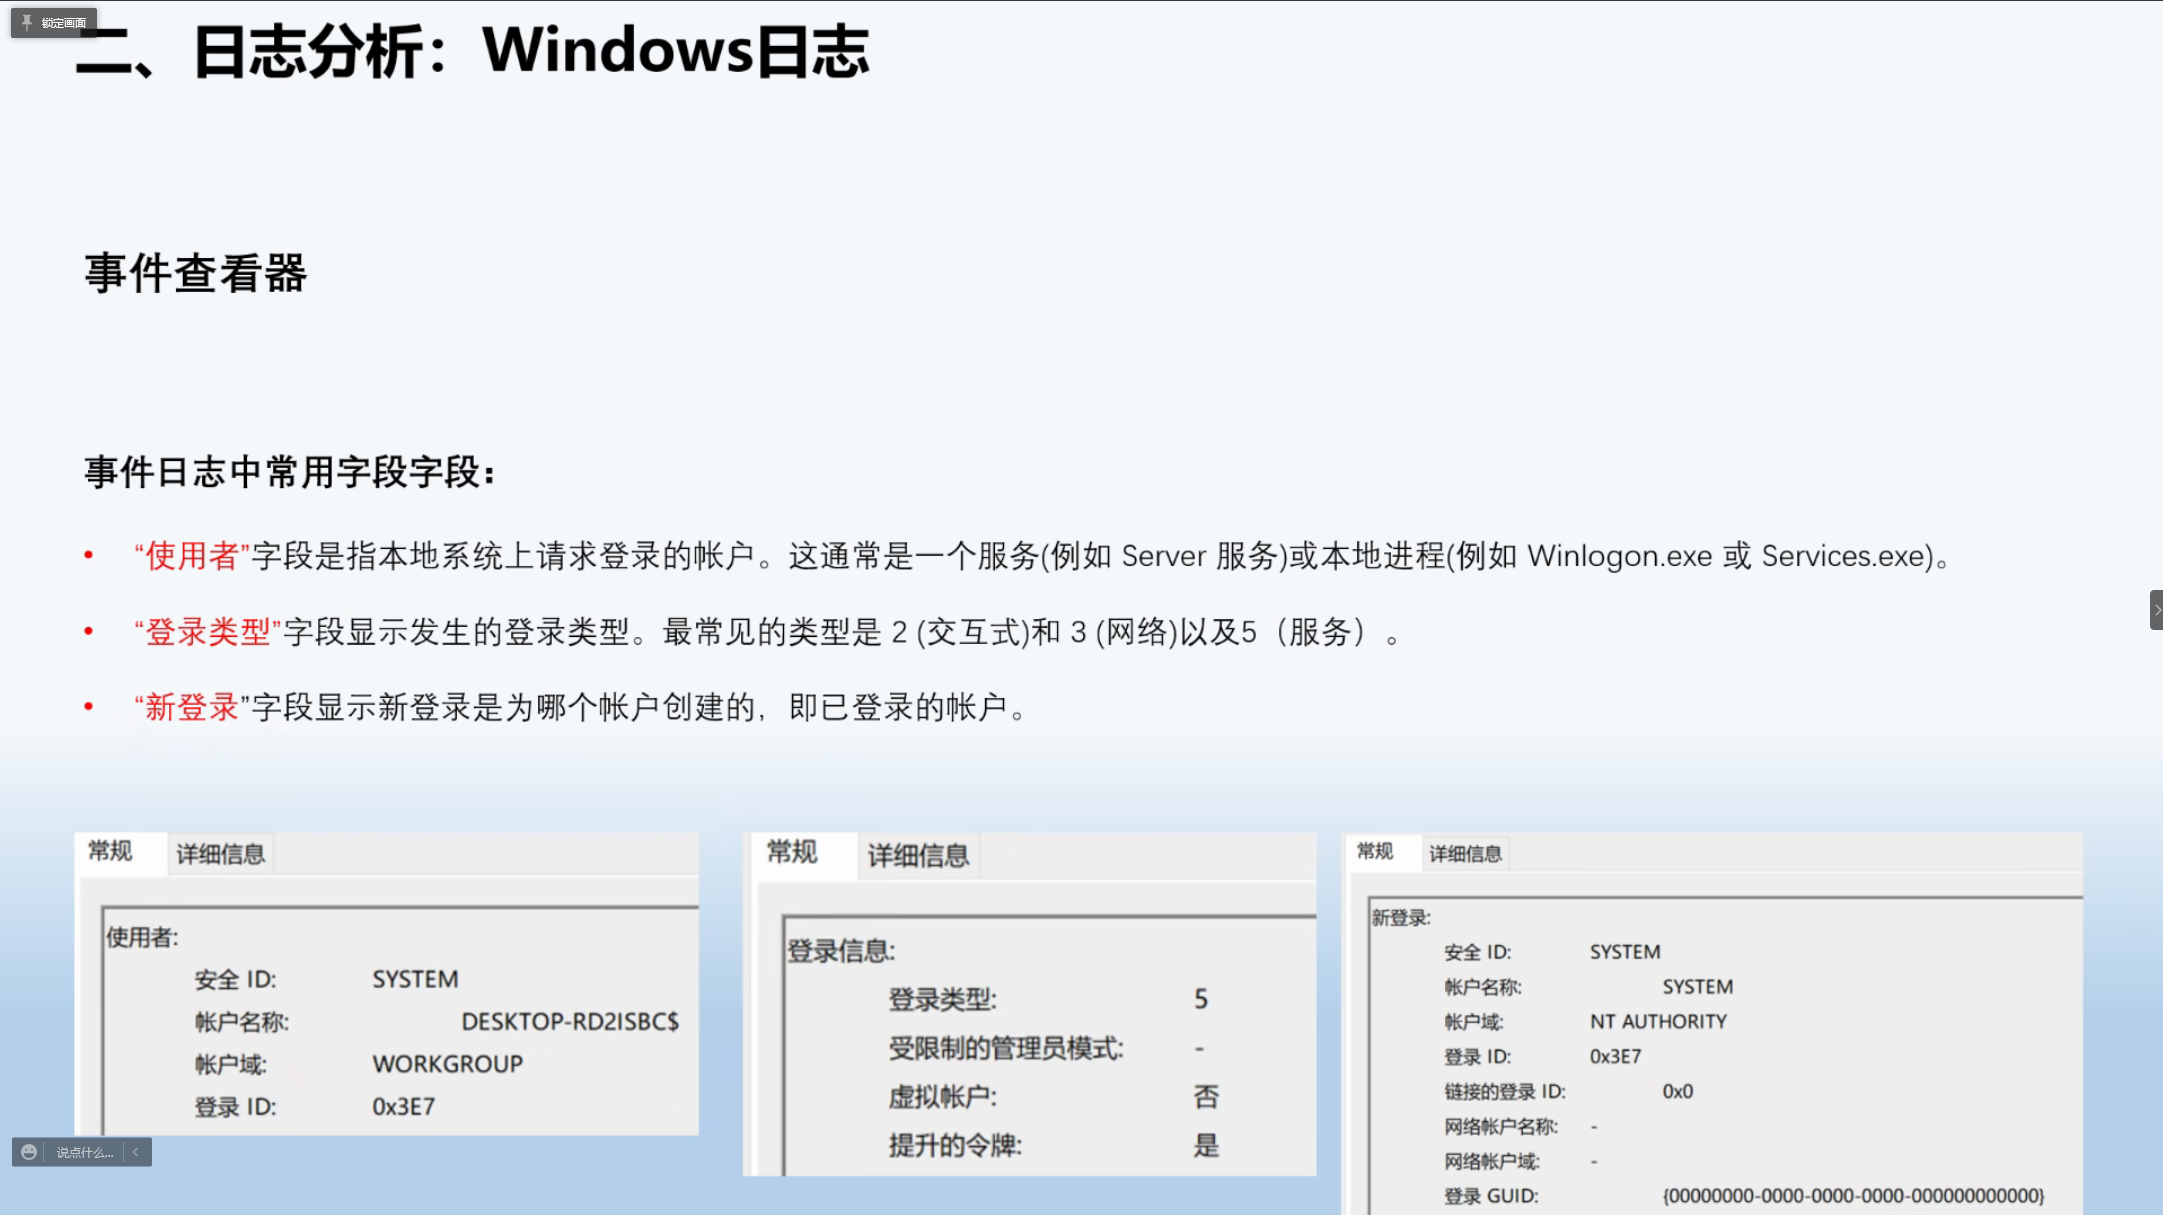 锁定画面
二、日志分析：Windows日志
事件查看器
事件日志中常用字段字段：
• “使用者”字段是指本地系统上请求登录的帐户。这通常是一个服务(例如 Server 服务)或本地进程(例如 Winlogon.exe 或 Services.exe)。
• “登录类型”字段显示发生的登录类型。最常见的类型是 2 (交互式)和 3 (网络)以及5（服务）。
• “新登录”字段显示新登录是为哪个帐户创建的，即已登录的帐户。
常规 详细信息
使用者:
安全 ID: SYSTEM
帐户名称: DESKTOP-RD2ISBC$
帐户域: WORKGROUP
登录 ID: 0x3E7
常规 详细信息
登录信息:
登录类型: 5
受限制的管理员模式: -
虚拟帐户: 否
提升的令牌: 是
常规 详细信息
新登录:
安全 ID: SYSTEM
帐户名称: SYSTEM
帐户域: NT AUTHORITY
登录 ID: 0x3E7
链接的登录 ID: 0x0
网络帐户名称: -
网络帐户域: -
登录 GUID: {00000000-0000-0000-0000-000000000000}
说点什么...